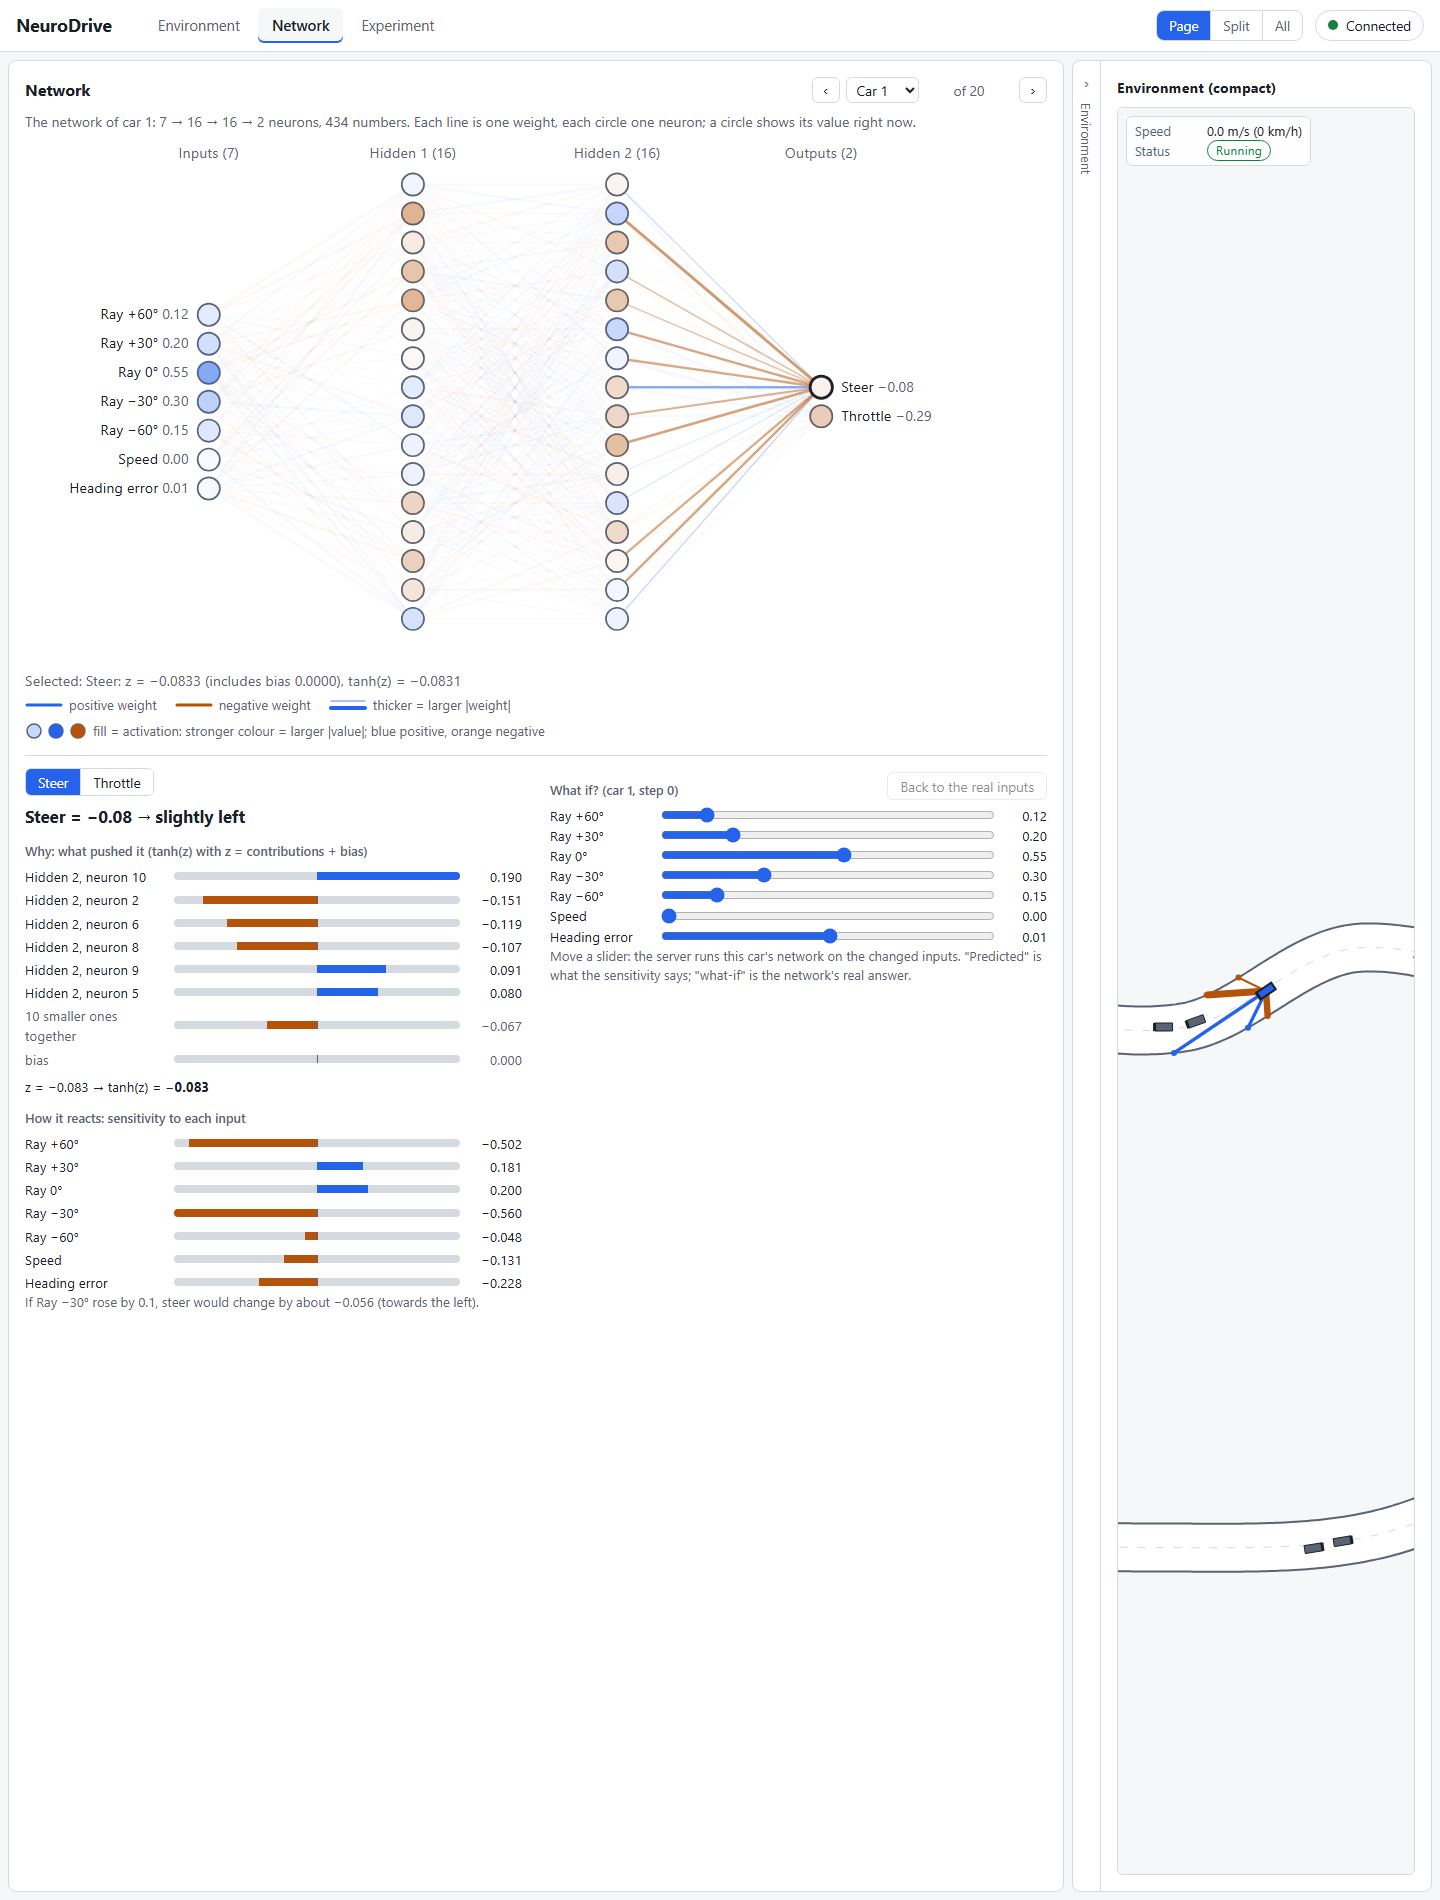 NeuroDrive
Environment
Network
Experiment
Page
Split
All
Connected
Network
‹
Car 1
of 20
›
The network of car 1: 7 → 16 → 16 → 2 neurons, 434 numbers. Each line is one weight, each circle one neuron; a circle shows its value right now.
Inputs (7)
Hidden 1 (16)
Hidden 2 (16)
Outputs (2)
Ray +60° 0.12
Ray +30° 0.20
Ray 0° 0.55
Ray −30° 0.30
Ray −60° 0.15
Speed 0.00
Heading error 0.01
Steer −0.08
Throttle −0.29
Selected: Steer: z = −0.0833 (includes bias 0.0000), tanh(z) = −0.0831
positive weight
negative weight
thicker = larger |weight|
fill = activation: stronger colour = larger |value|; blue positive, orange negative
Steer
Throttle
Steer = −0.08 → slightly left
Why: what pushed it (tanh(z) with z = contributions + bias)
Hidden 2, neuron 10 0.190
Hidden 2, neuron 2 −0.151
Hidden 2, neuron 6 −0.119
Hidden 2, neuron 8 −0.107
Hidden 2, neuron 9 0.091
Hidden 2, neuron 5 0.080
10 smaller ones
together −0.067
bias 0.000
z = −0.083 → tanh(z) = −0.083
How it reacts: sensitivity to each input
Ray +60° −0.502
Ray +30° 0.181
Ray 0° 0.200
Ray −30° −0.560
Ray −60° −0.048
Speed −0.131
Heading error −0.228
If Ray −30° rose by 0.1, steer would change by about −0.056 (towards the left).
What if? (car 1, step 0)
Back to the real inputs
Ray +60° 0.12
Ray +30° 0.20
Ray 0° 0.55
Ray −30° 0.30
Ray −60° 0.15
Speed 0.00
Heading error 0.01
Move a slider: the server runs this car's network on the changed inputs. "Predicted" is
what the sensitivity says; "what-if" is the network's real answer.
›
Environment
Environment (compact)
Speed 0.0 m/s (0 km/h)
Status Running